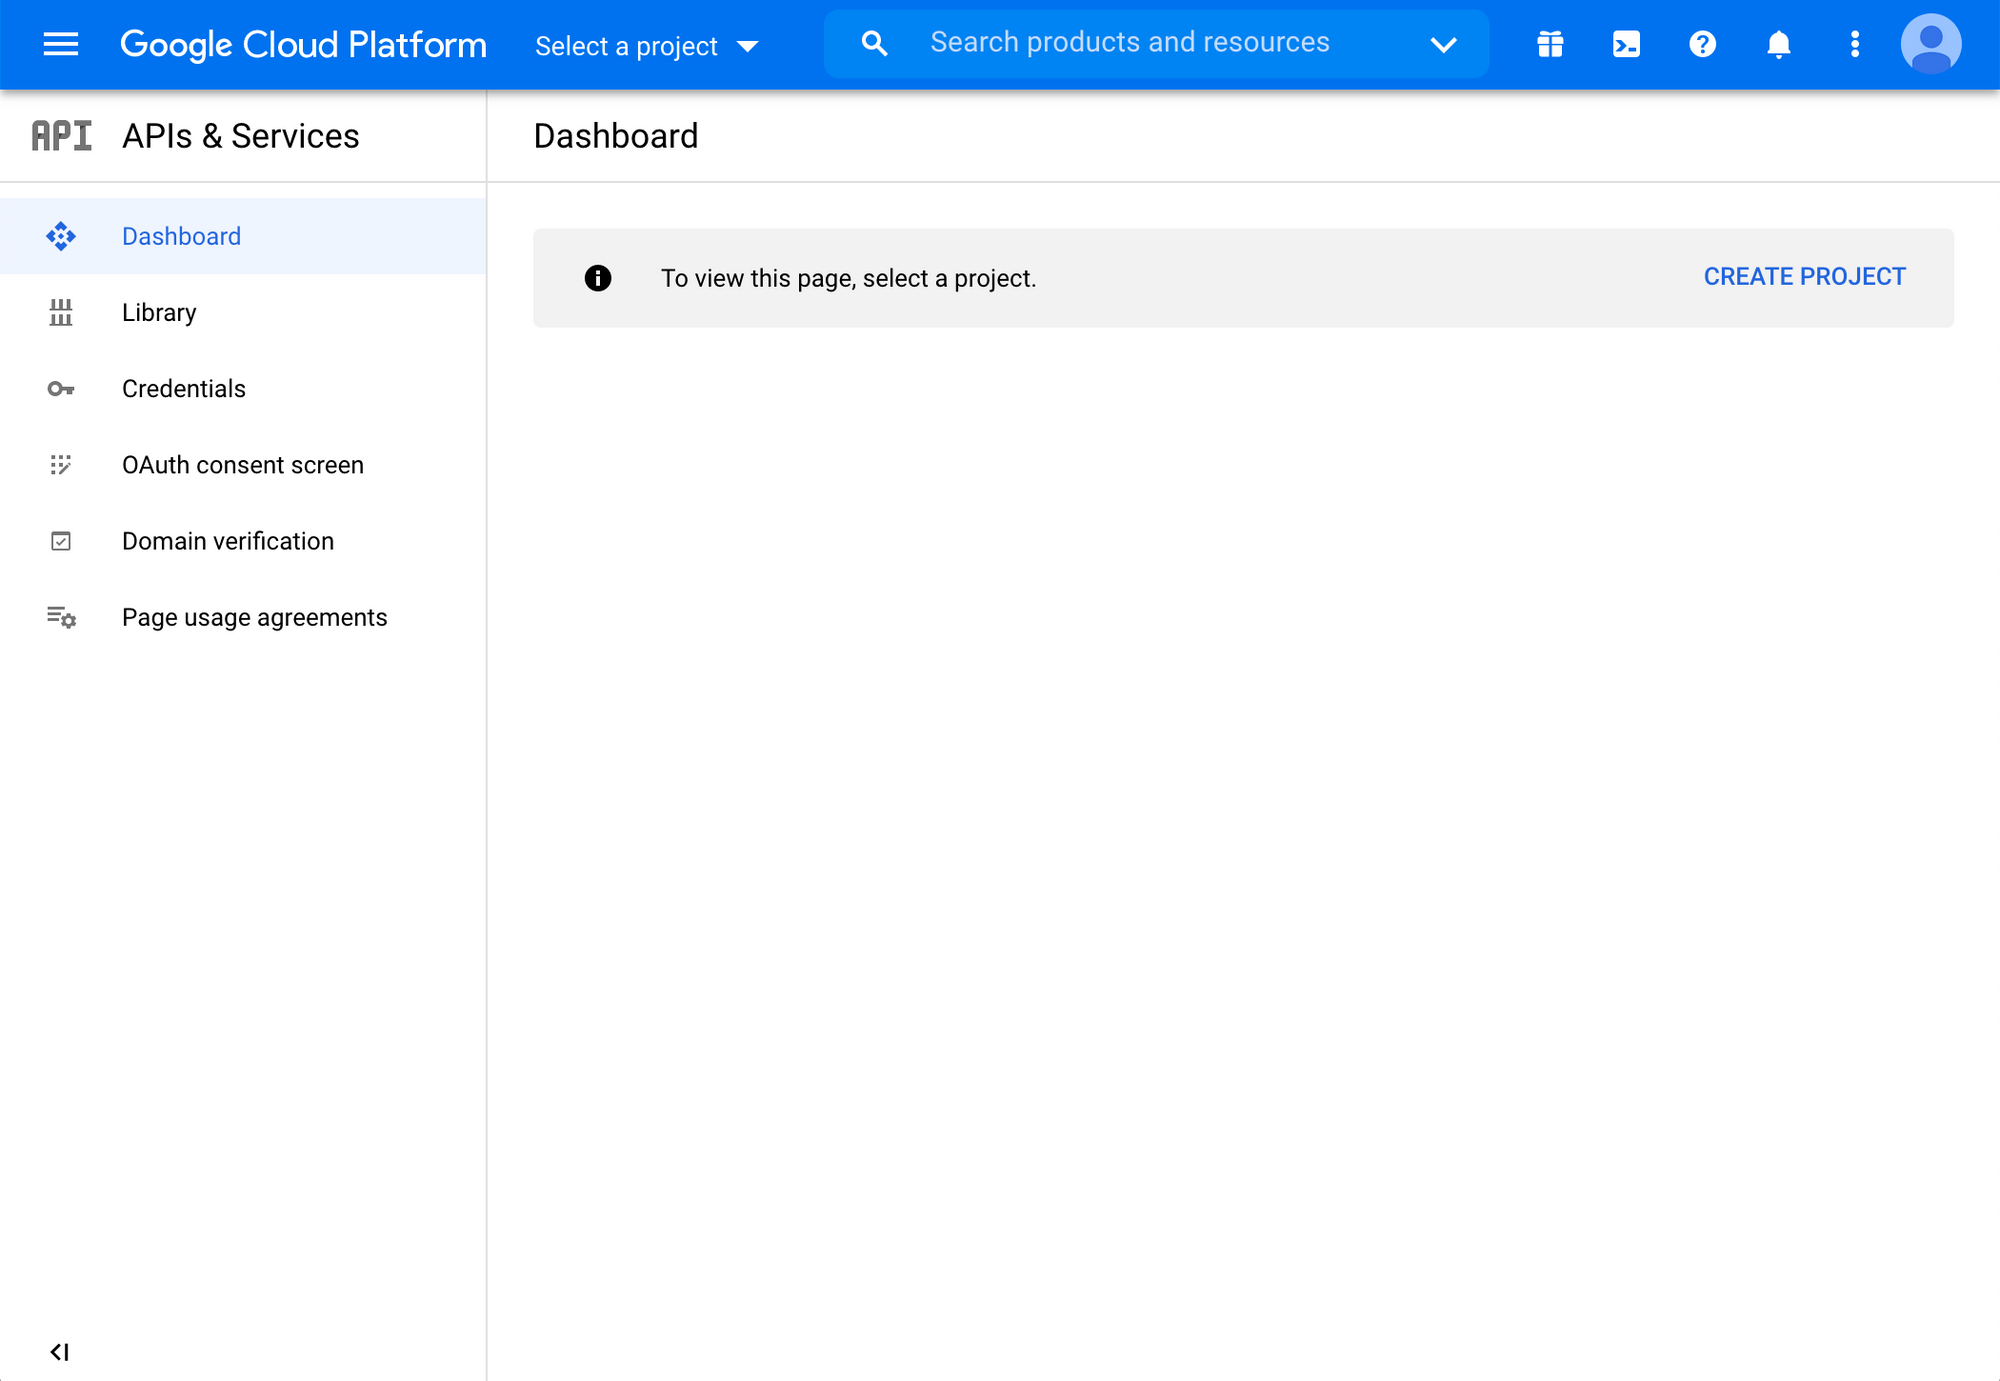 Google Cloud Platform
Select a project
Search products and resources
API APIs & Services
Dashboard
Dashboard
Library
Credentials
OAuth consent screen
Domain verification
Page usage agreements
To view this page, select a project.
CREATE PROJECT